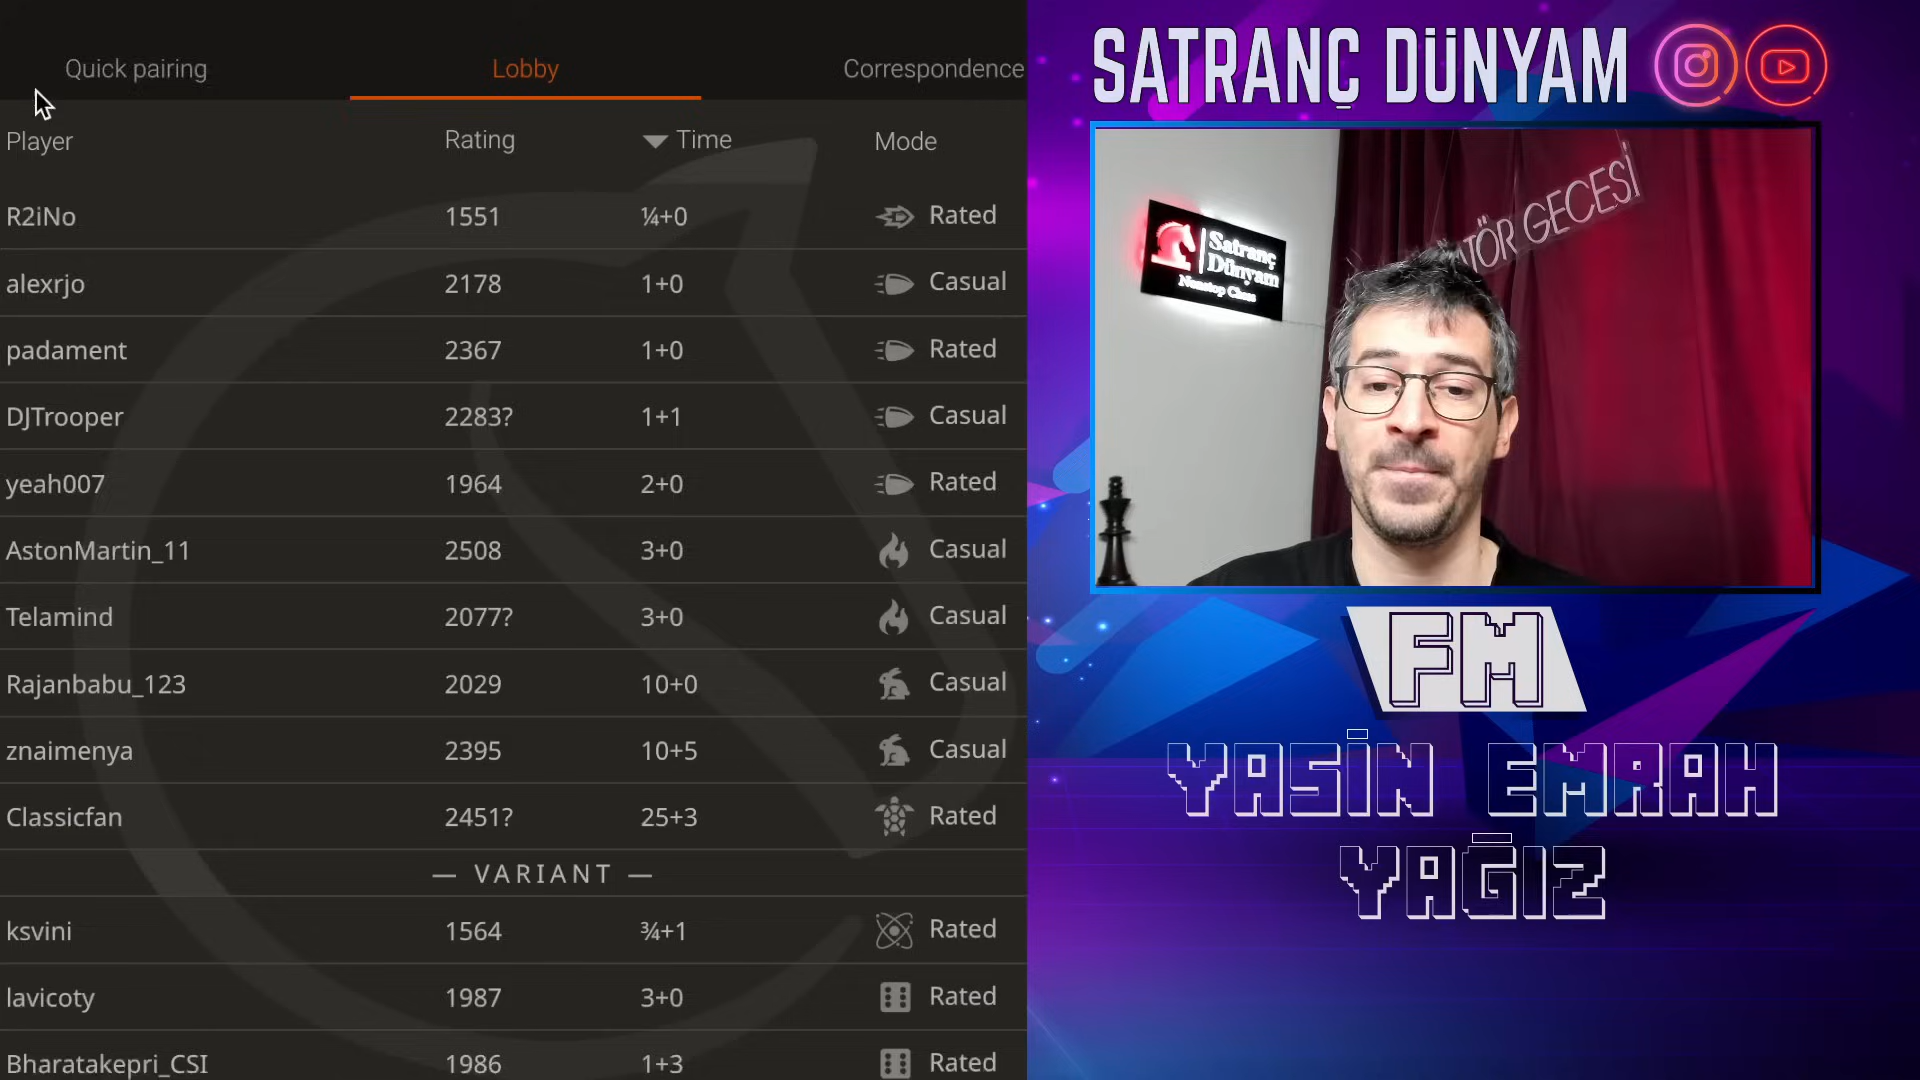 Quick pairing Lobby Correspondence
Player Rating Time Mode
R2iNo 1551 ¼+0 Rated
alexrjo 2178 1+0 Casual
padament 2367 1+0 Rated
DJTrooper 2283? 1+1 Casual
yeah007 1964 2+0 Rated
AstonMartin_11 2508 3+0 Casual
Telamind 2077? 3+0 Casual
Rajanbabu_123 2029 10+0 Casual
znaimenya 2395 10+5 Casual
Classicfan 2451? 25+3 Rated
— VARIANT —
ksvini 1564 ¾+1 Rated
lavicoty 1987 3+0 Rated
Bharatakepri_CSI 1986 1+3 Rated
SATRANÇ DÜNYAM
GECESİ
Satranç
Dünyam
Nonstop Chess
FM
YASİN EMRAH
YAĞIZ